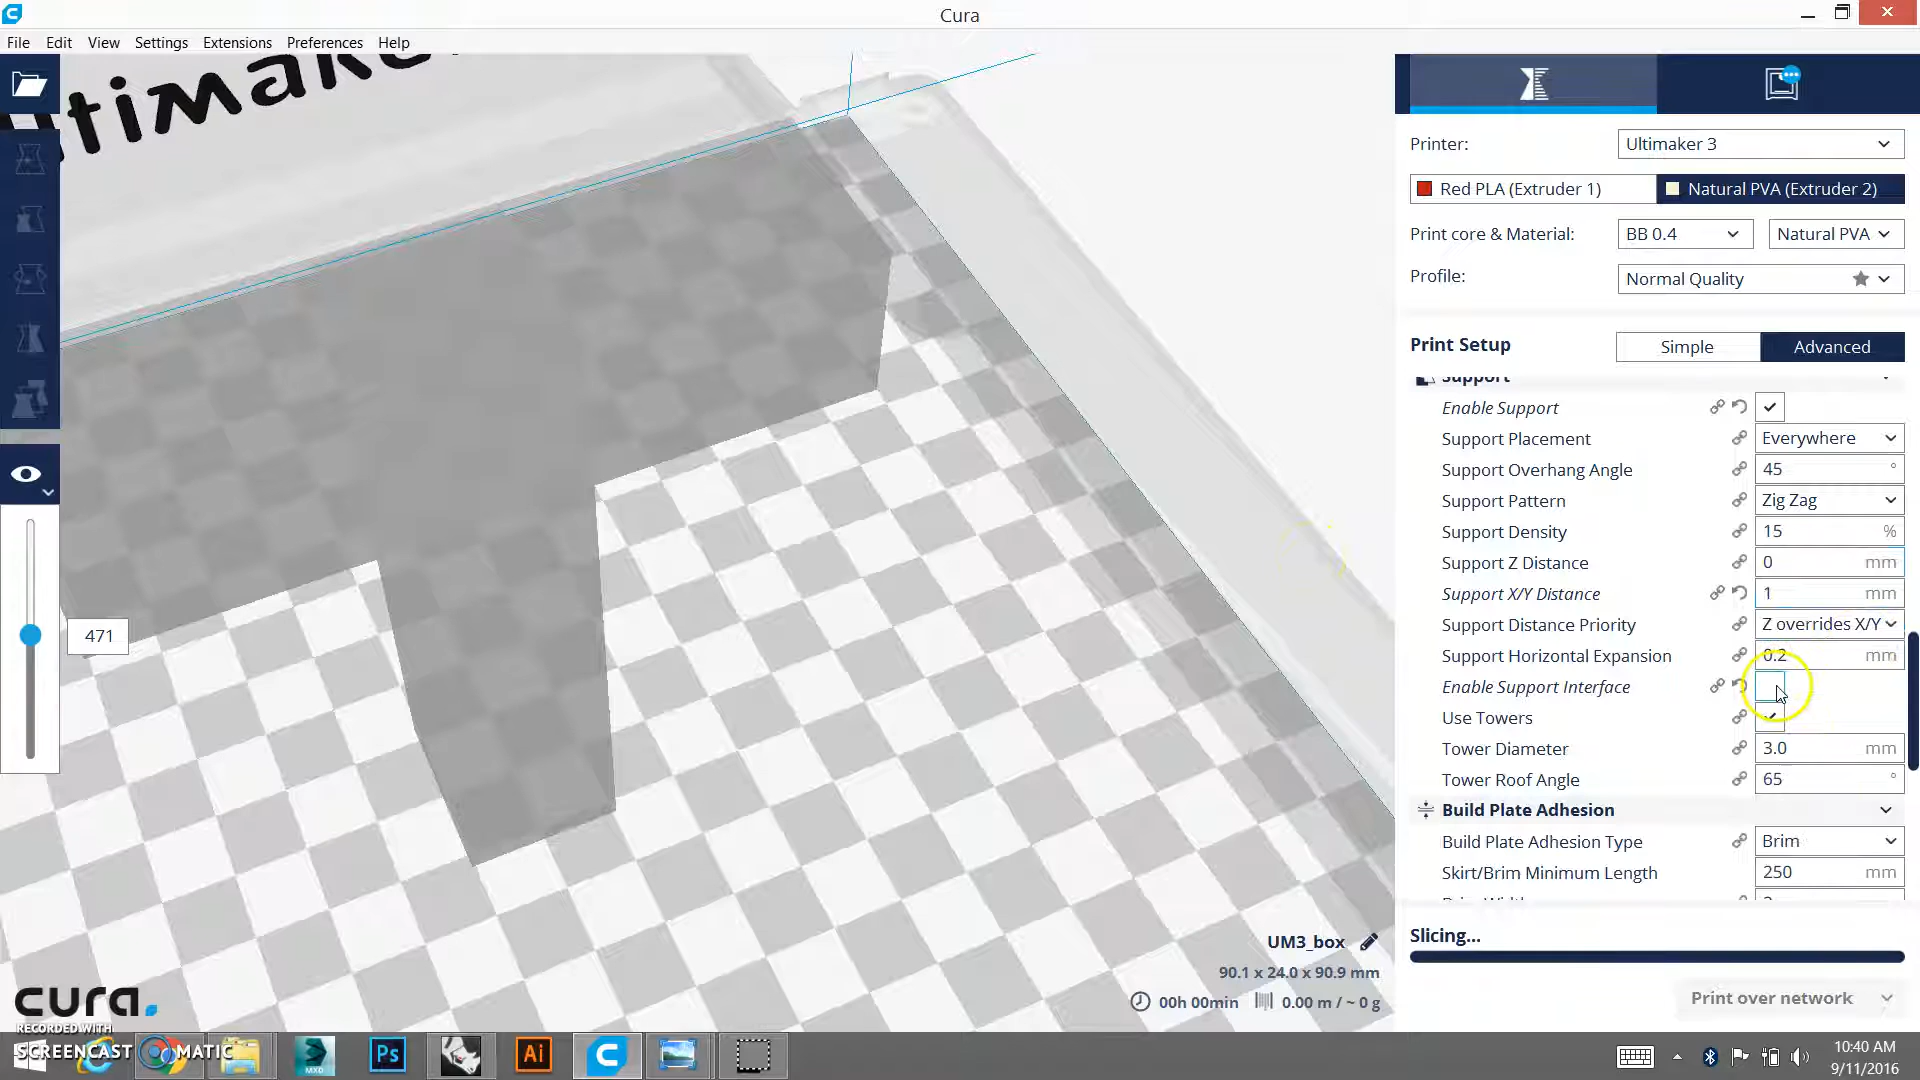 Cura
File Edit View Settings Extensions Preferences Help
ltimake
Printer: Ultimaker 3
Red PLA (Extruder 1) Natural PVA (Extruder 2)
Print core & Material: BB 0.4 Natural PVA
Profile: Normal Quality
Print Setup Simple Advanced
Support
Enable Support
Support Placement Everywhere
Support Overhang Angle 45 °
Support Pattern Zig Zag
Support Density 15 %
Support Z Distance 0 mm
Support X/Y Distance 1 mm
Support Distance Priority Z overrides X/Y
Support Horizontal Expansion 0.2 mm
Enable Support Interface
Use Towers
Tower Diameter 3.0 mm
Tower Roof Angle 65 °
Build Plate Adhesion
Build Plate Adhesion Type Brim
Skirt/Brim Minimum Length 250 mm
471
UM3_box
90.1 x 24.0 x 90.9 mm
00h 00min 0.00 m / ~ 0 g
Slicing...
Print over network
cura.
RECORDED WITH
SCREENCAST MATIC
MXD
Ps
Ai
10:40 AM
9/11/2016